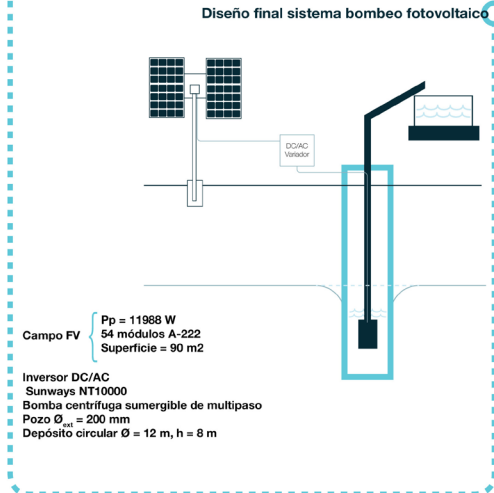 Diseño final sistema bombeo fotovoltaico
DC/AC
Variador
Campo FV
Pp = 11988 W
54 módulos A-222
Superficie = 90 m2
Inversor DC/AC
Sunways NT10000
Bomba centrífuga sumergible de multipaso
Pozo Øext = 200 mm
Depósito circular Ø = 12 m, h = 8 m